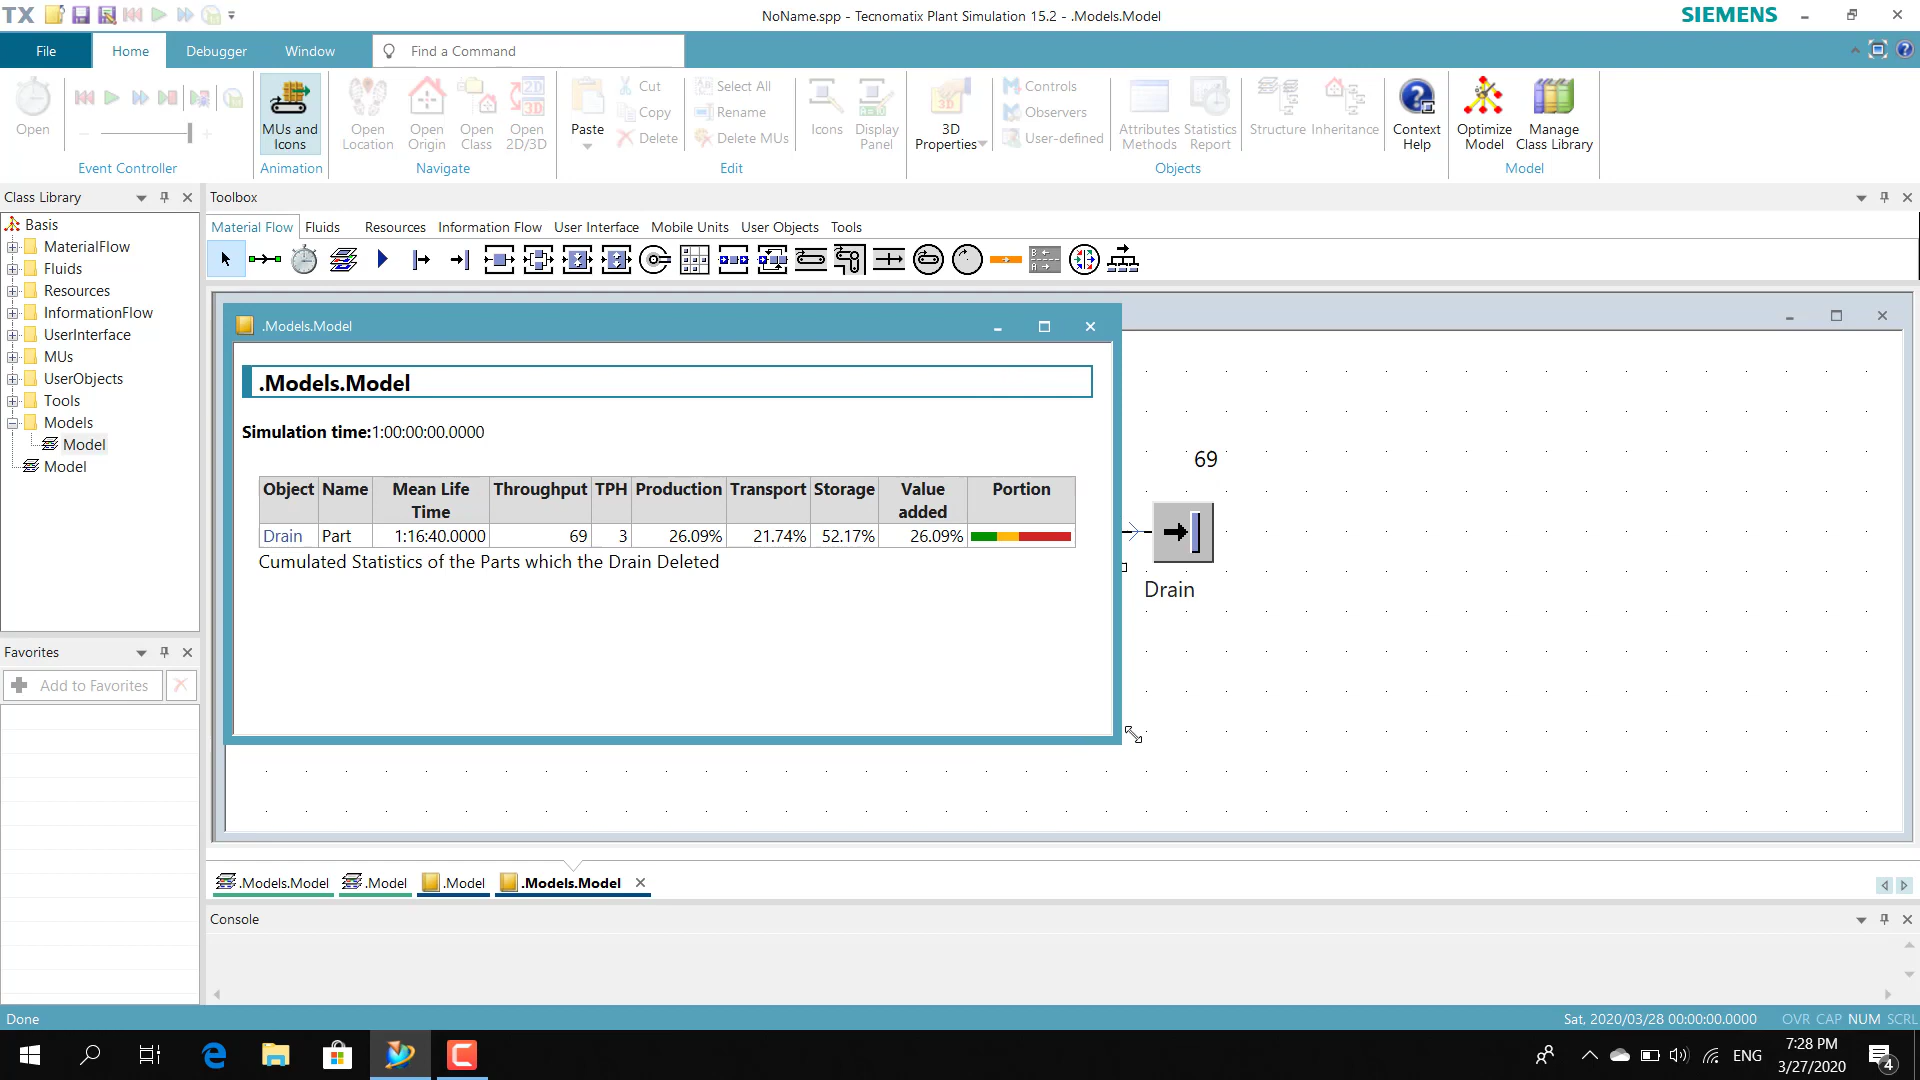 TX
NoName.spp - Tecnomatix Plant Simulation 15.2 - .Models.Model
SIEMENS
File
Home
Debugger
Window
Find a Command
Open
Event Controller
MUs and
Icons
Animation
Open
Location
Open
Origin
Open
Class
Open
2D/3D
Navigate
Paste
Cut
Copy
Delete
Select All
Rename
Delete MUs
Edit
Icons
Display
Panel
3D
Properties
Controls
Observers
User-defined
Attributes
Methods
Statistics
Report
Structure
Inheritance
Objects
Context
Help
Optimize
Model
Manage
Class Library
Model
Class Library
Basis
MaterialFlow
Fluids
Resources
InformationFlow
UserInterface
MUs
UserObjects
Tools
Models
Model
Model
Favorites
Add to Favorites
Toolbox
Material Flow
Fluids
Resources
Information Flow
User Interface
Mobile Units
User Objects
Tools
.Models.Model
.Models.Model
Simulation time:1:00:00:00.0000
Object Name Mean Life Time Throughput TPH Production Transport Storage Value added Portion
Drain Part 1:16:40.0000 69 3 26.09% 21.74% 52.17% 26.09%
Cumulated Statistics of the Parts which the Drain Deleted
69
Drain
.Models.Model
.Model
.Model
.Models.Model
Console
Done
Sat, 2020/03/28 00:00:00.0000
OVR CAP NUM SCRL
ENG
7:28 PM
3/27/2020
4